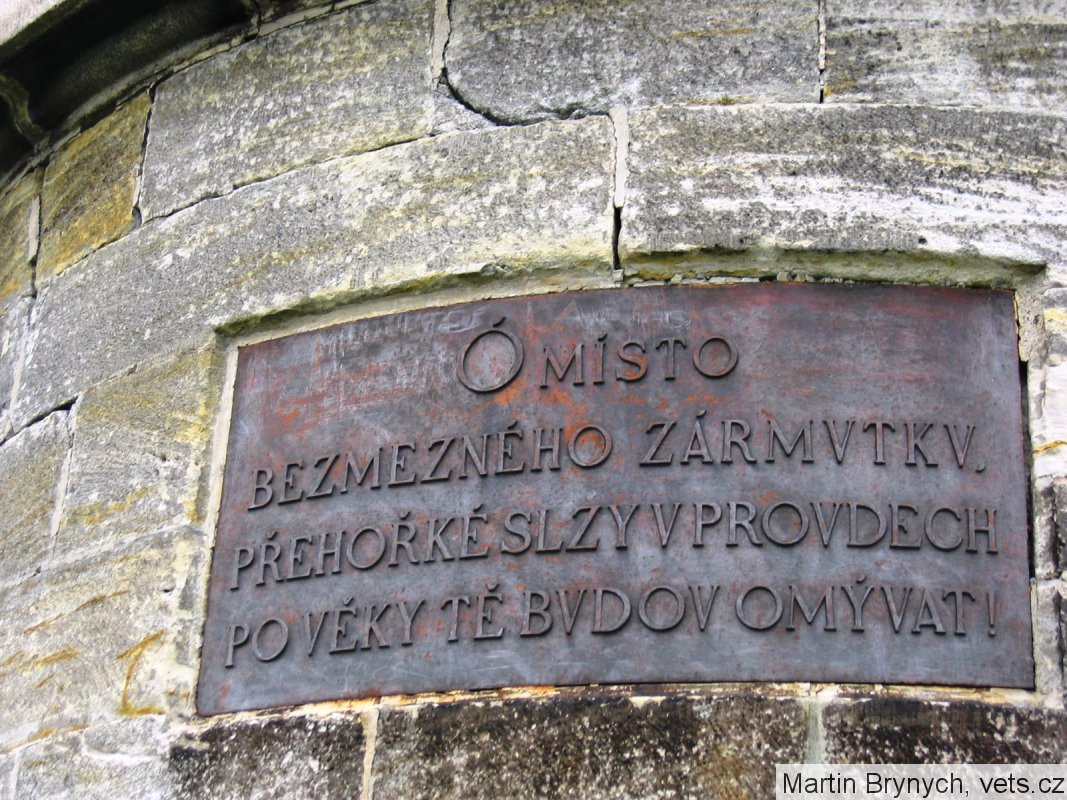 Ó MÍSTO
BEZMEZNÉHO ZÁRMVTKV,
PŘEHOŘKÉ SLZY V PROVDECH
PO VĚKY TĚ BVDOV OMÝVAT!
Martin Brynych, vets.cz